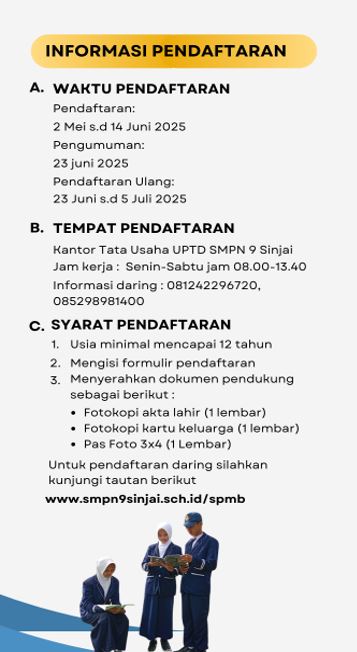 INFORMASI PENDAFTARAN
A. WAKTU PENDAFTARAN
Pendaftaran:
2 Mei s.d 14 Juni 2025
Pengumuman:
23 juni 2025
Pendaftaran Ulang:
23 Juni s.d 5 Juli 2025
B. TEMPAT PENDAFTARAN
Kantor Tata Usaha UPTD SMPN 9 Sinjai
Jam kerja : Senin-Sabtu jam 08.00-13.40
Informasi daring : 081242296720,
085298981400
C. SYARAT PENDAFTARAN
1. Usia minimal mencapai 12 tahun
2. Mengisi formulir pendaftaran
3. Menyerahkan dokumen pendukung
sebagai berikut :
• Fotokopi akta lahir (1 lembar)
• Fotokopi kartu keluarga (1 lembar)
• Pas Foto 3x4 (1 Lembar)
Untuk pendaftaran daring silahkan
kunjungi tautan berikut
www.smpn9sinjai.sch.id/spmb